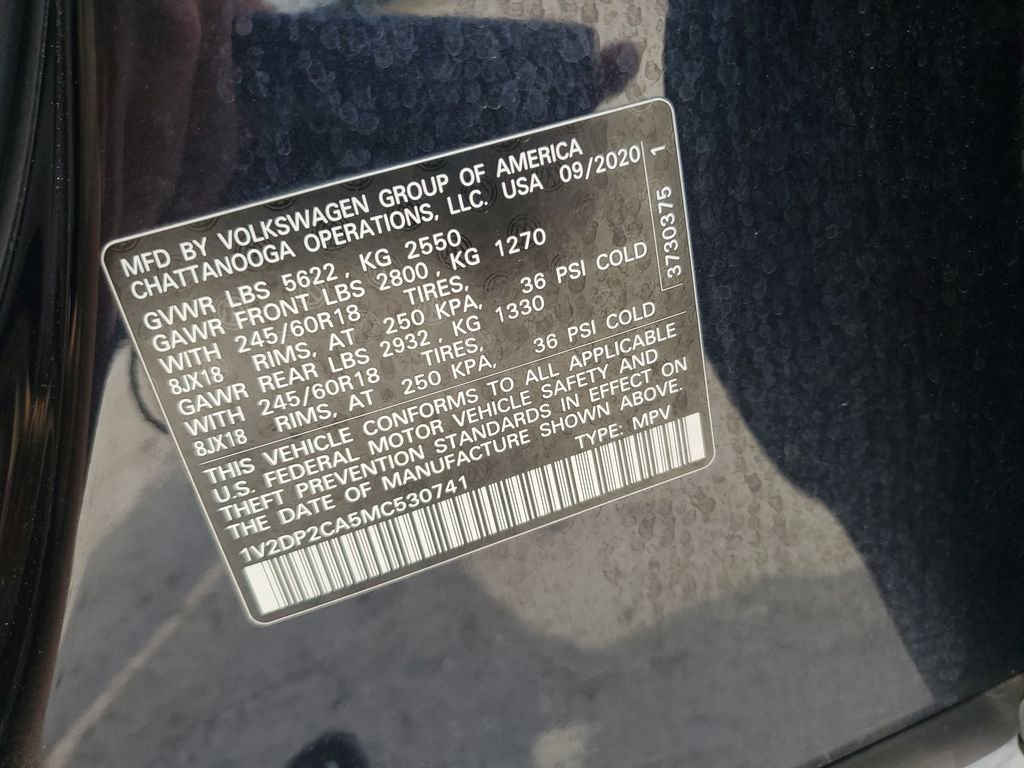 MFD BY VOLKSWAGEN GROUP OF AMERICA
CHATTANOOGA OPERATIONS, LLC. USA 09/2020 1
GVWR LBS 5622 , KG 2550
GAWR FRONT LBS 2800 , KG 1270
WITH 245/60R18 TIRES,
8JX18 RIMS, AT 250 KPA, 36 PSI COLD
GAWR REAR LBS 2932 , KG 1330
WITH 245/60R18 TIRES,
8JX18 RIMS, AT 250 KPA, 36 PSI COLD
THIS VEHICLE CONFORMS TO ALL APPLICABLE
U.S. FEDERAL MOTOR VEHICLE SAFETY AND
THEFT PREVENTION STANDARDS IN EFFECT ON
THE DATE OF MANUFACTURE SHOWN ABOVE.
1V2DP2CA5MC530741 TYPE: MPV
3730375